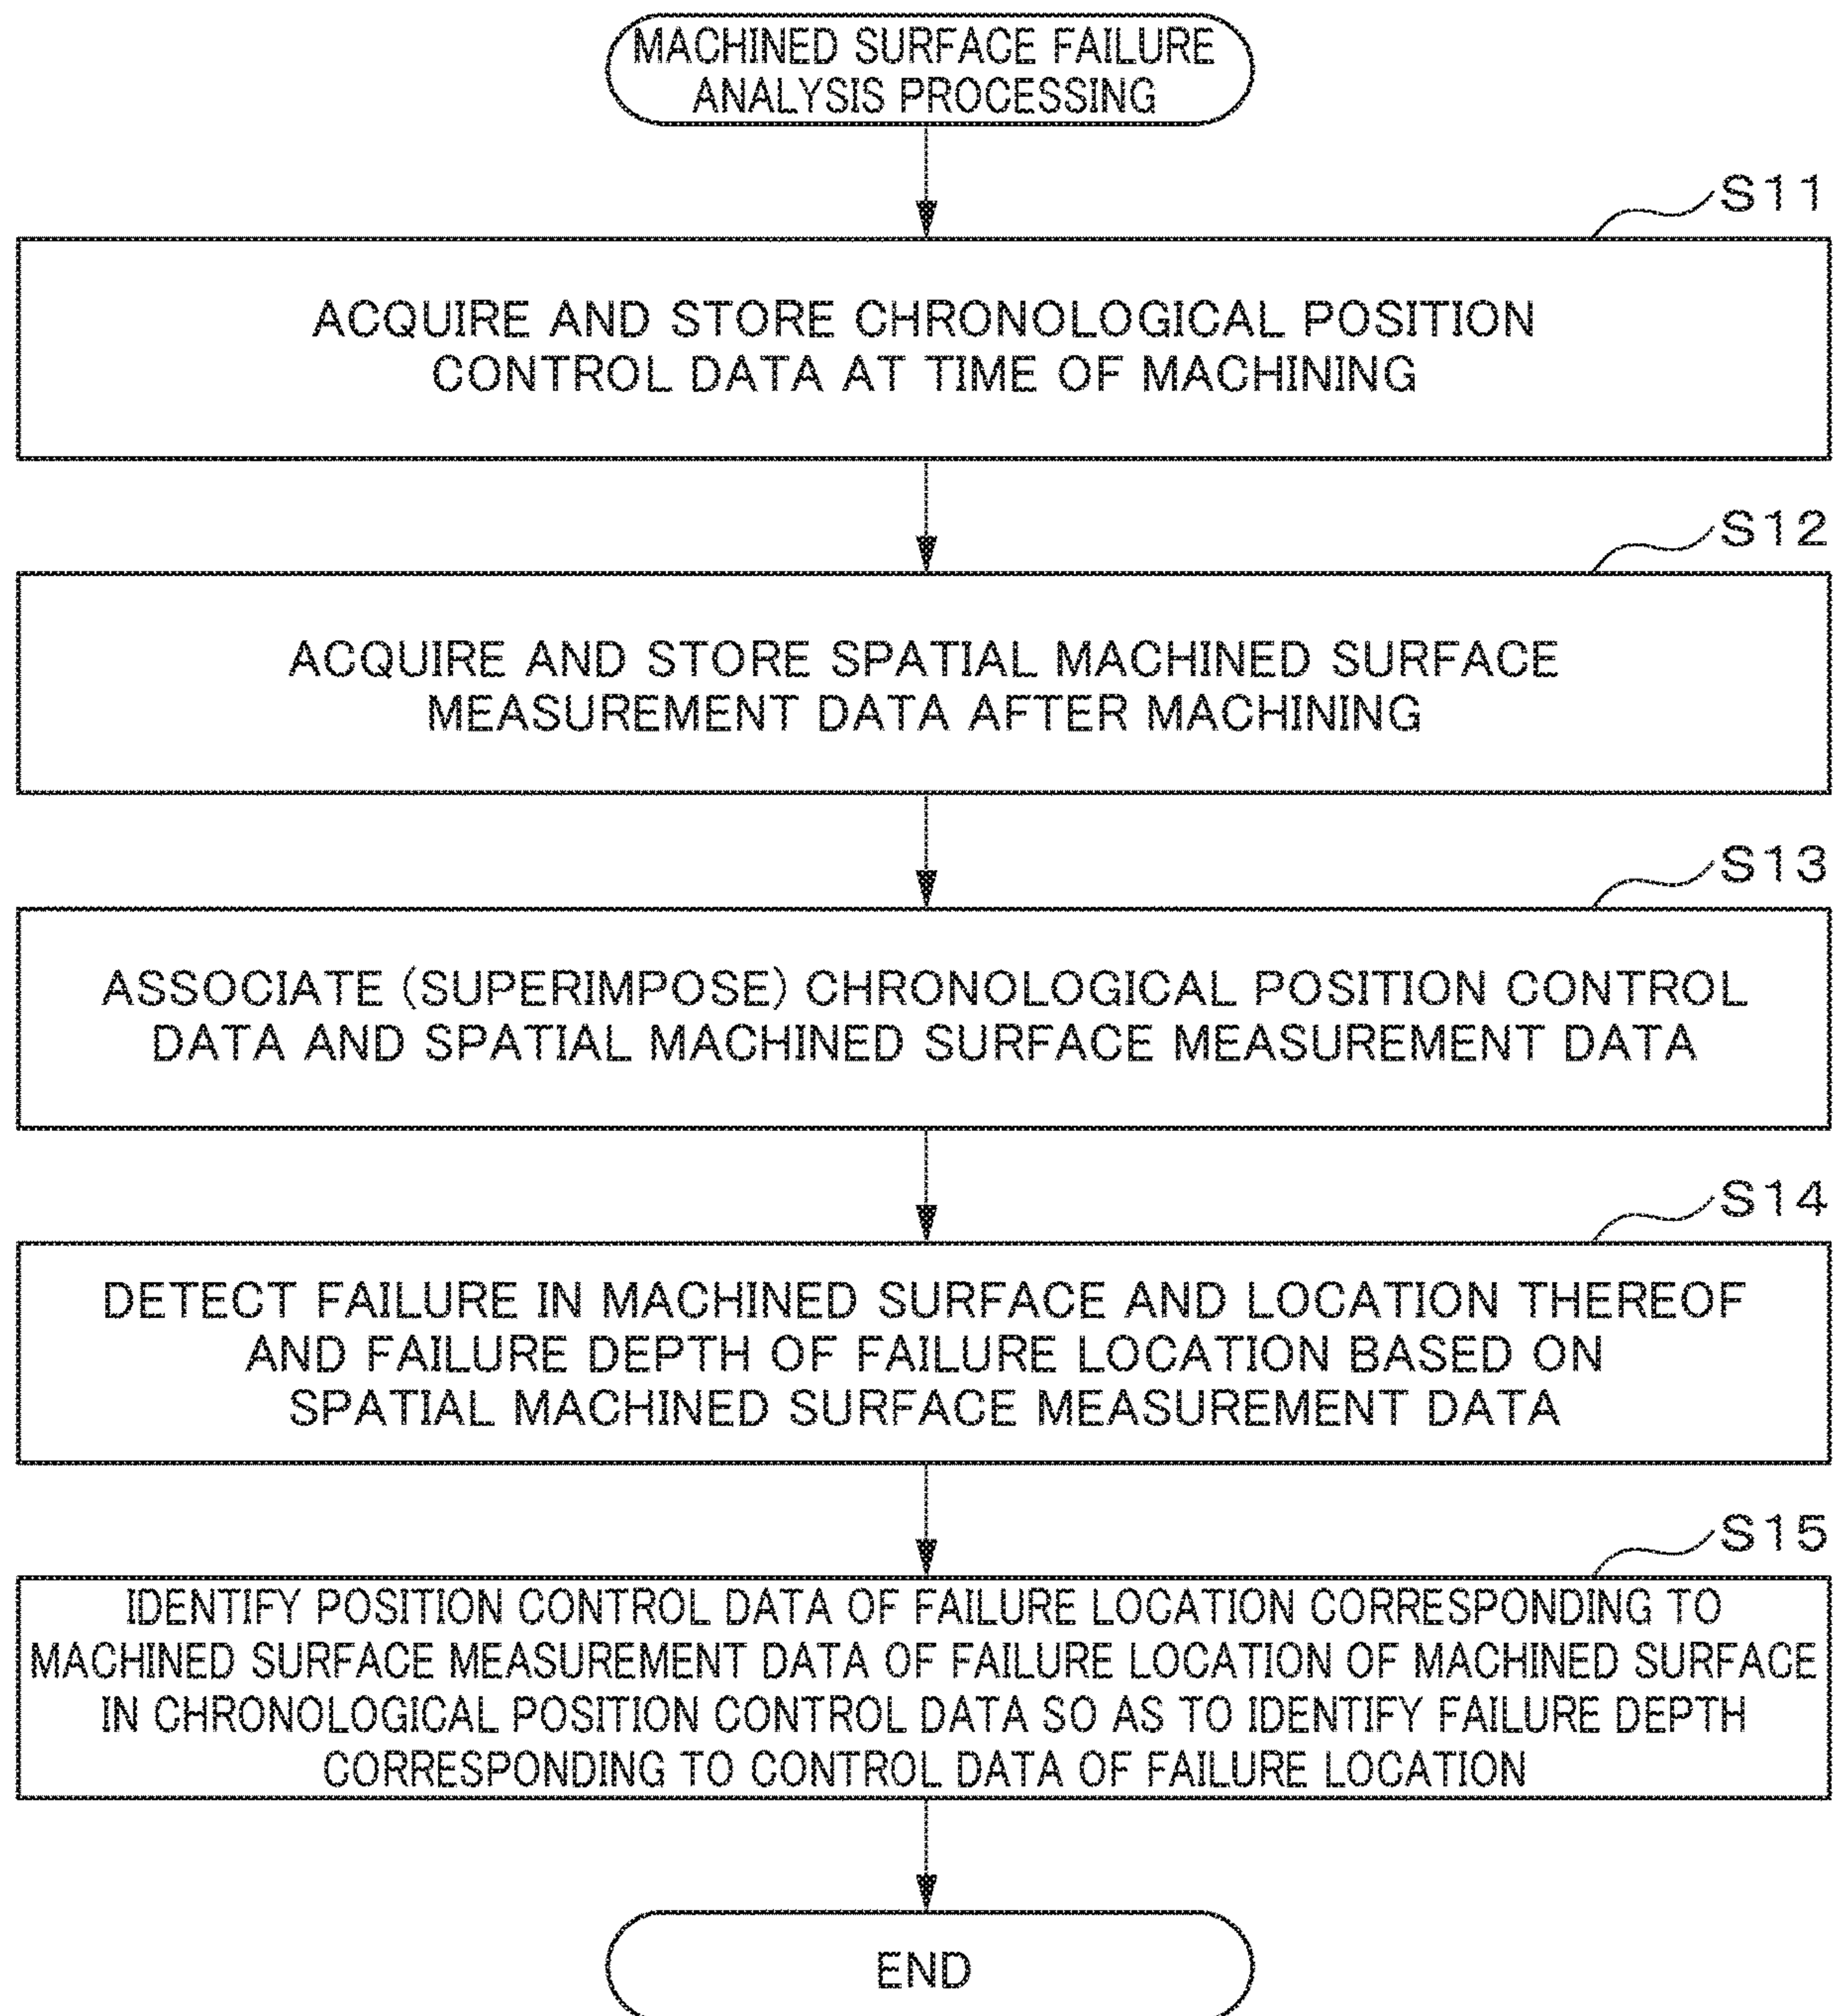 MACHINED SURFACE FAILURE
ANALYSIS PROCESSING
S11
ACQUIRE AND STORE CHRONOLOGICAL POSITION
CONTROL DATA AT TIME OF MACHINING
S12
ACQUIRE AND STORE SPATIAL MACHINED SURFACE
MEASUREMENT DATA AFTER MACHINING
S13
ASSOCIATE (SUPERIMPOSE) CHRONOLOGICAL POSITION CONTROL
DATA AND SPATIAL MACHINED SURFACE MEASUREMENT DATA
S14
DETECT FAILURE IN MACHINED SURFACE AND LOCATION THEREOF
AND FAILURE DEPTH OF FAILURE LOCATION BASED ON
SPATIAL MACHINED SURFACE MEASUREMENT DATA
S15
IDENTIFY POSITION CONTROL DATA OF FAILURE LOCATION CORRESPONDING TO
MACHINED SURFACE MEASUREMENT DATA OF FAILURE LOCATION OF MACHINED SURFACE
IN CHRONOLOGICAL POSITION CONTROL DATA SO AS TO IDENTIFY FAILURE DEPTH
CORRESPONDING TO CONTROL DATA OF FAILURE LOCATION
END